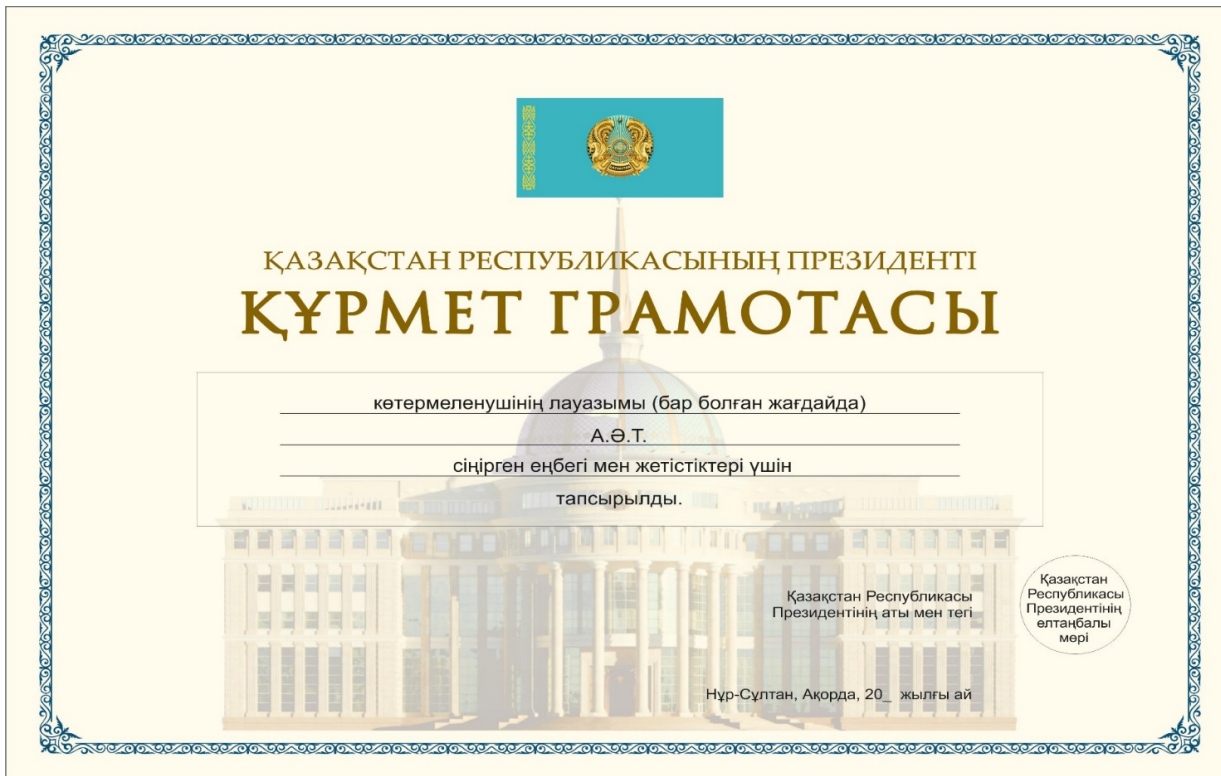 ҚАЗАҚСТАН РЕСПУБЛИКАСЫНЫҢ ПРЕЗИДЕНТІ
ҚҰРМЕТ ГРАМОТАСЫ
көтермеленушінің лауазымы (бар болған жағдайда)
А.Ә.Т.
сіңірген еңбегі мен жетістіктері үшін
тапсырылды.
Қазақстан Республикасы
Президентінің аты мен тегі
Қазақстан
Республикасы
Президентінің
елтаңбалы
мөрі
Нұр-Сұлтан, Ақорда, 20_ жылғы ай